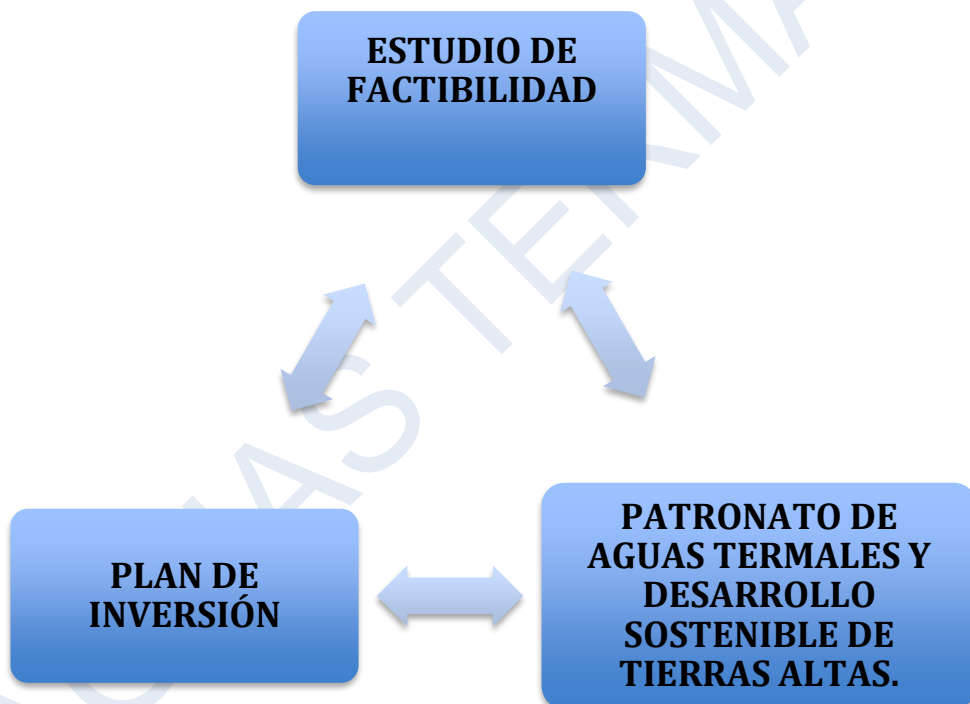 ESTUDIO DE
FACTIBILIDAD
PLAN DE
INVERSIÓN
PATRONATO DE
AGUAS TERMALES Y
DESARROLLO
SOSTENIBLE DE
TIERRAS ALTAS.